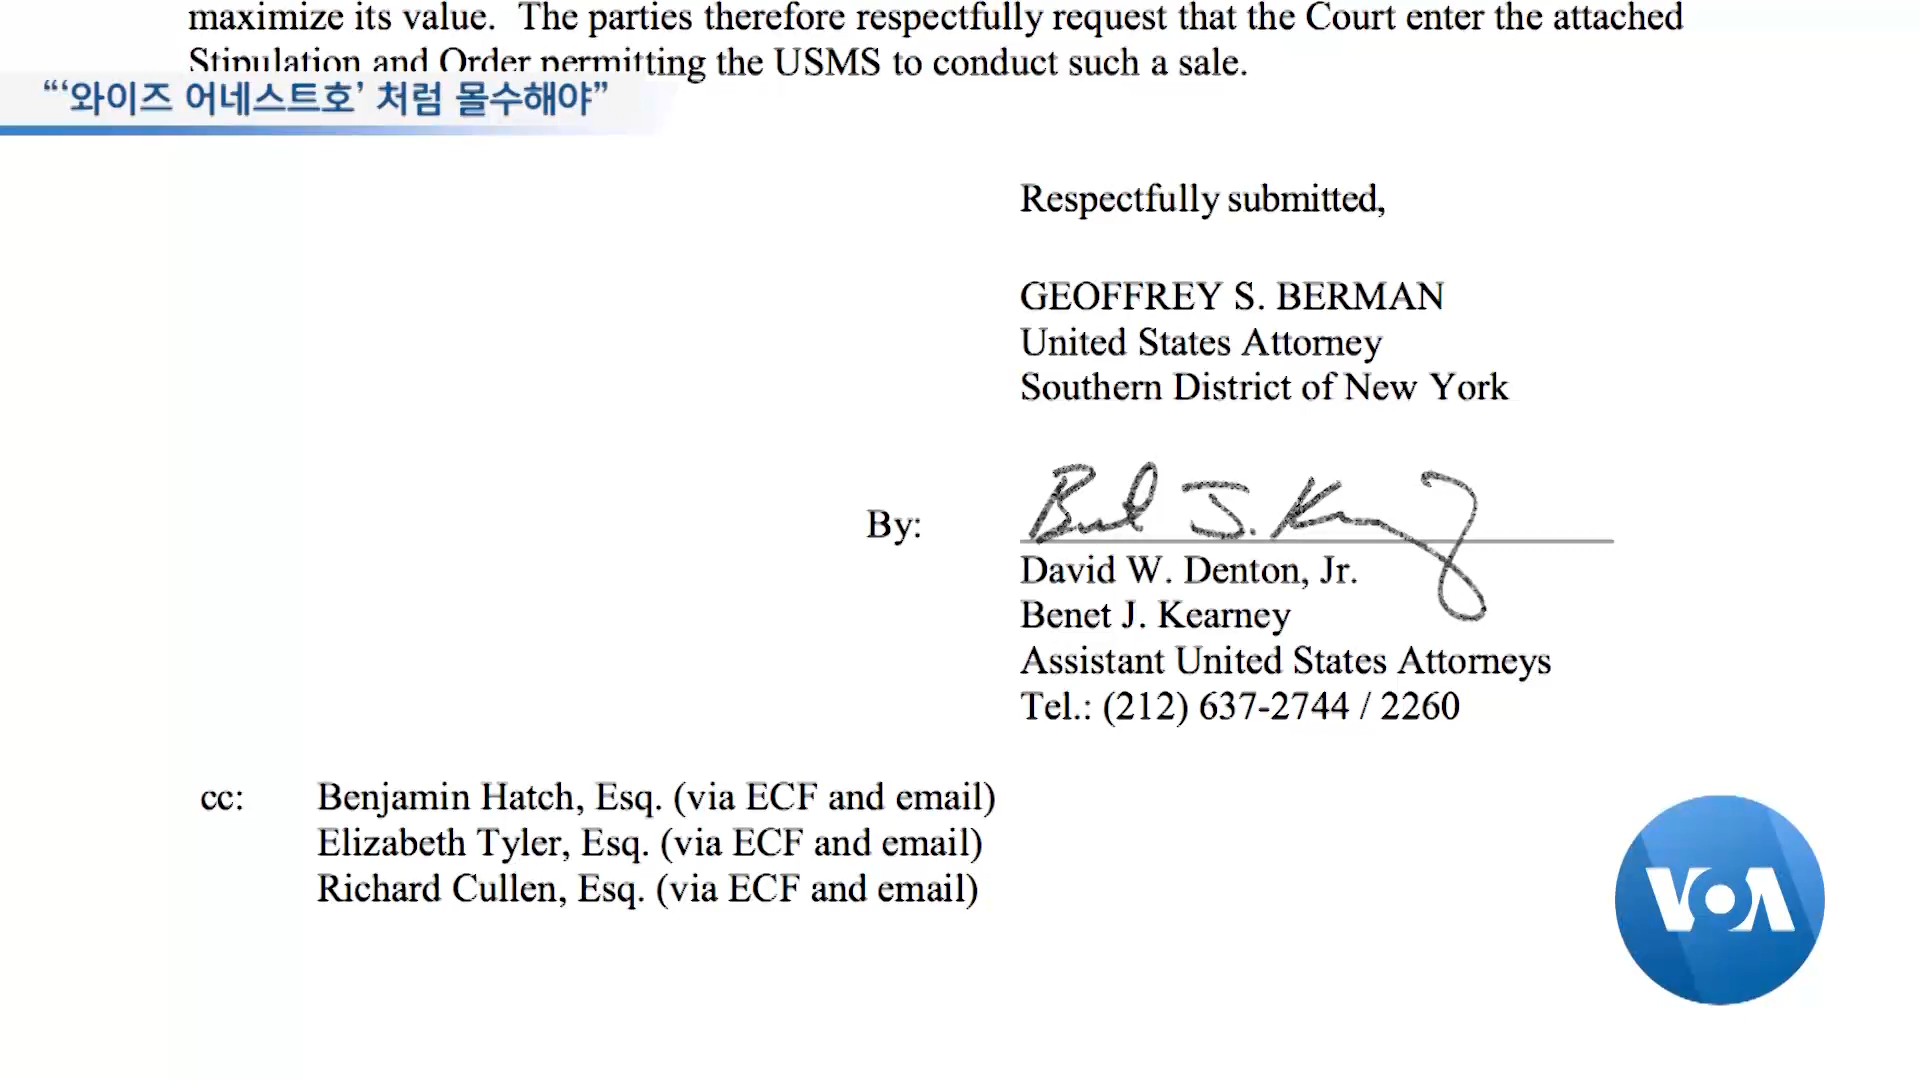 maximize its value. The parties therefore respectfully request that the Court enter the attached
Stipulation and Order permitting the USMS to conduct such a sale.
“‘와이즈 어네스트호’ 처럼 몰수해야”
Respectfully submitted,
GEOFFREY S. BERMAN
United States Attorney
Southern District of New York
By:
David W. Denton, Jr.
Benet J. Kearney
Assistant United States Attorneys
Tel.: (212) 637-2744 / 2260
cc: Benjamin Hatch, Esq. (via ECF and email)
Elizabeth Tyler, Esq. (via ECF and email)
Richard Cullen, Esq. (via ECF and email)
VOA